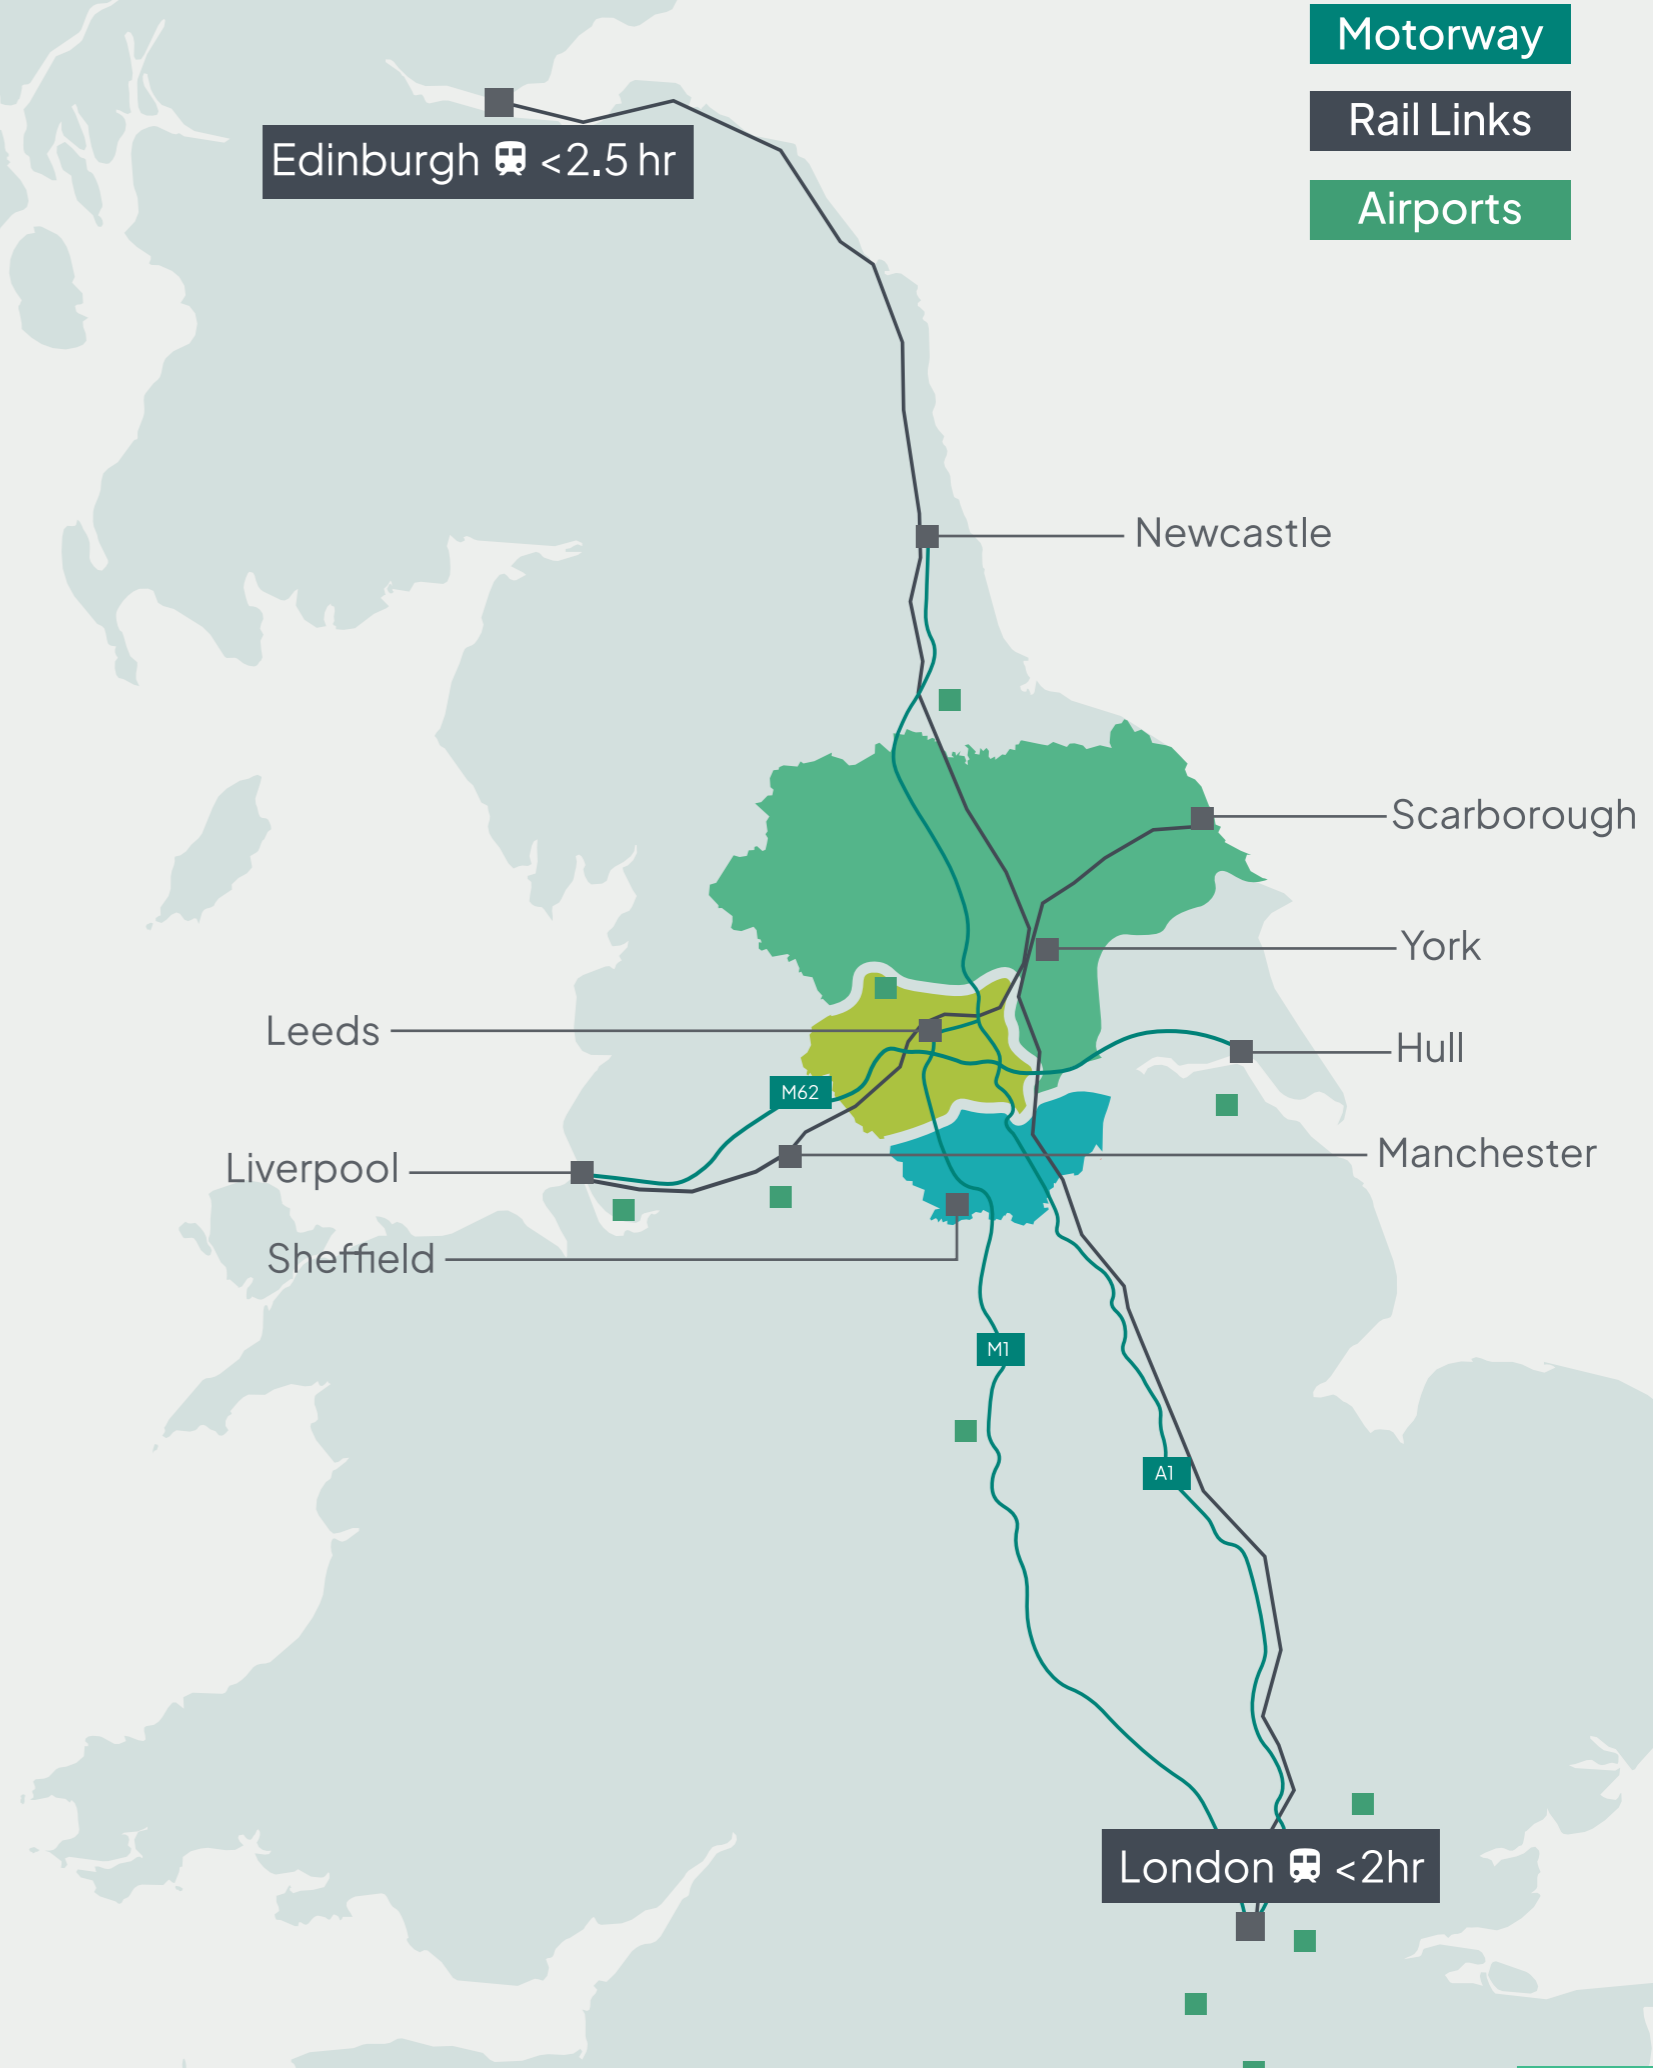 Motorway
Rail Links
Airports
Edinburgh <2.5 hr
Newcastle
Scarborough
York
Leeds
Hull
M62
Manchester
Liverpool
Sheffield
M1
A1
London <2hr